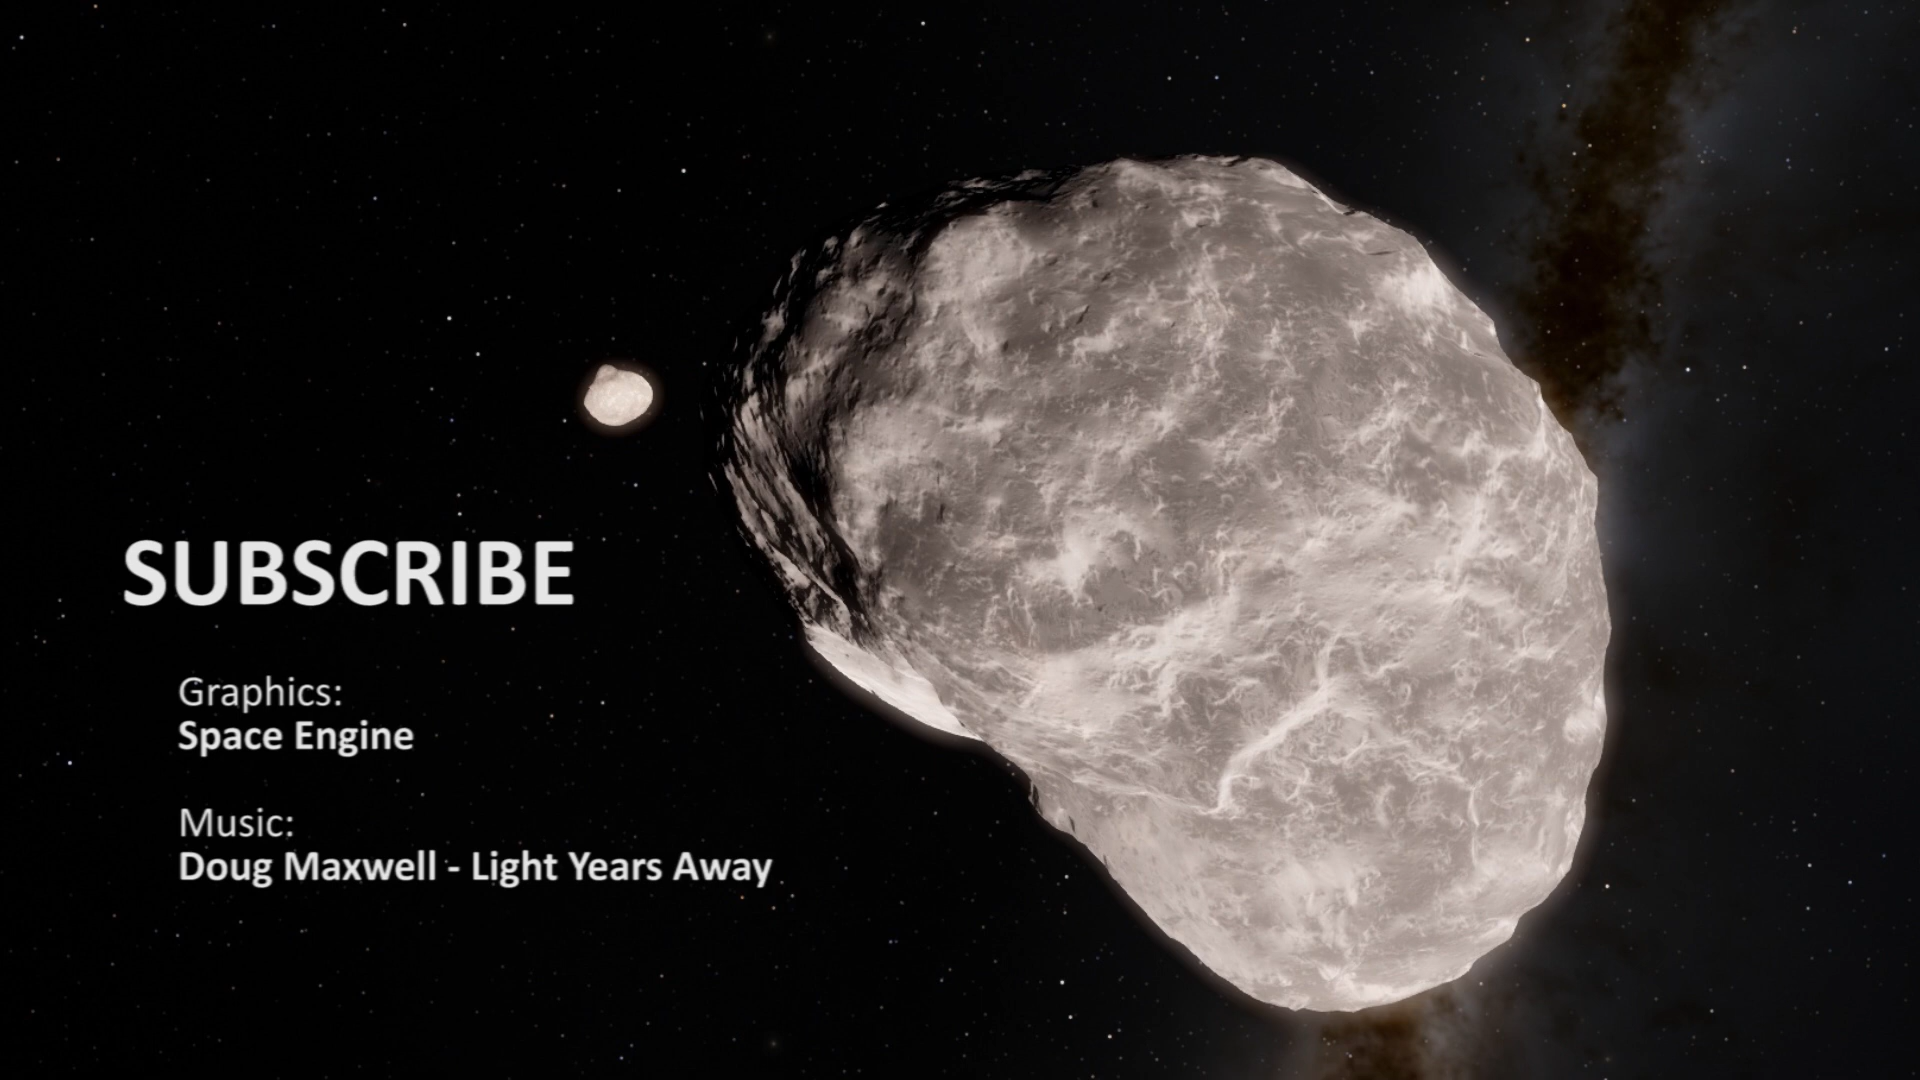 SUBSCRIBE
Graphics:
Space Engine
Music:
Doug Maxwell - Light Years Away